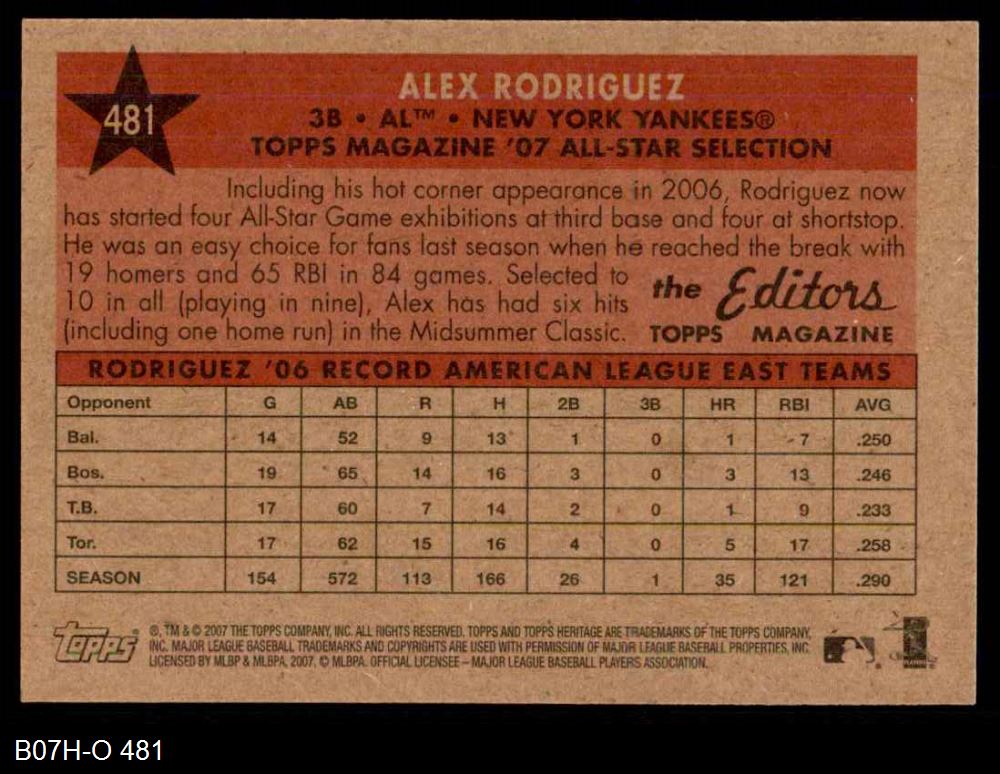 481
ALEX RODRIGUEZ
3B • AL™ • NEW YORK YANKEES®
TOPPS MAGAZINE '07 ALL-STAR SELECTION
Including his hot corner appearance in 2006, Rodriguez now
has started four All-Star Game exhibitions at third base and four at shortstop.
He was an easy choice for fans last season when he reached the break with
19 homers and 65 RBI in 84 games. Selected to
10 in all (playing in nine), Alex has had six hits
(including one home run) in the Midsummer Classic.
the Editors
TOPPS MAGAZINE
RODRIGUEZ '06 RECORD AMERICAN LEAGUE EAST TEAMS
Opponent G AB R H 2B 3B HR RBI AVG
Bal. 14 52 9 13 1 0 1 7 .250
Bos. 19 65 14 16 3 0 3 13 .246
T.B. 17 60 7 14 2 0 1 9 .233
Tor. 17 62 15 16 4 0 5 17 .258
SEASON 154 572 113 166 26 1 35 121 .290
Topps®
®, TM & © 2007 THE TOPPS COMPANY, INC. ALL RIGHTS RESERVED. TOPPS AND TOPPS HERITAGE ARE TRADEMARKS OF THE TOPPS COMPANY,
INC. MAJOR LEAGUE BASEBALL TRADEMARKS AND COPYRIGHTS ARE USED WITH PERMISSION OF MAJOR LEAGUE BASEBALL PROPERTIES, INC.
LICENSED BY MLBP & MLBPA, 2007. © MLBPA. OFFICIAL LICENSEE – MAJOR LEAGUE BASEBALL PLAYERS ASSOCIATION.
B07H-O 481